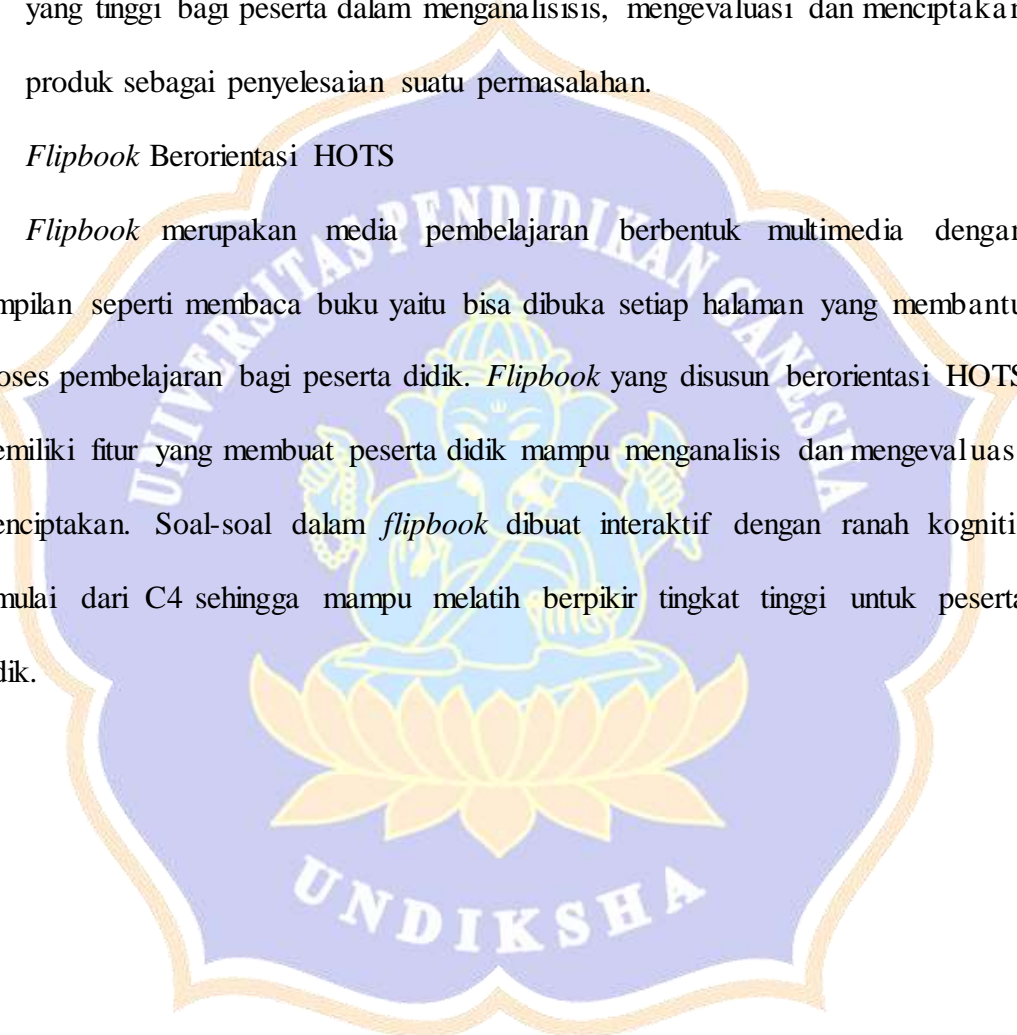 yang tinggi bagi peserta dalam menganalisisis, mengevaluasi dan menciptakan
produk sebagai penyelesaian suatu permasalahan.
Flipbook Berorientasi HOTS
Flipbook merupakan media pembelajaran berbentuk multimedia dengan
mpilan seperti membaca buku yaitu bisa dibuka setiap halaman yang membantu
oses pembelajaran bagi peserta didik. Flipbook yang disusun berorientasi HOTS
emiliki fitur yang membuat peserta didik mampu menganalisis dan mengevaluas
enciptakan. Soal-soal dalam flipbook dibuat interaktif dengan ranah kogniti
mulai dari C4 sehingga mampu melatih berpikir tingkat tinggi untuk peserta
dik.
UNIVERSITAS PENDIDIKAN GANESHA
UNDIKSHA